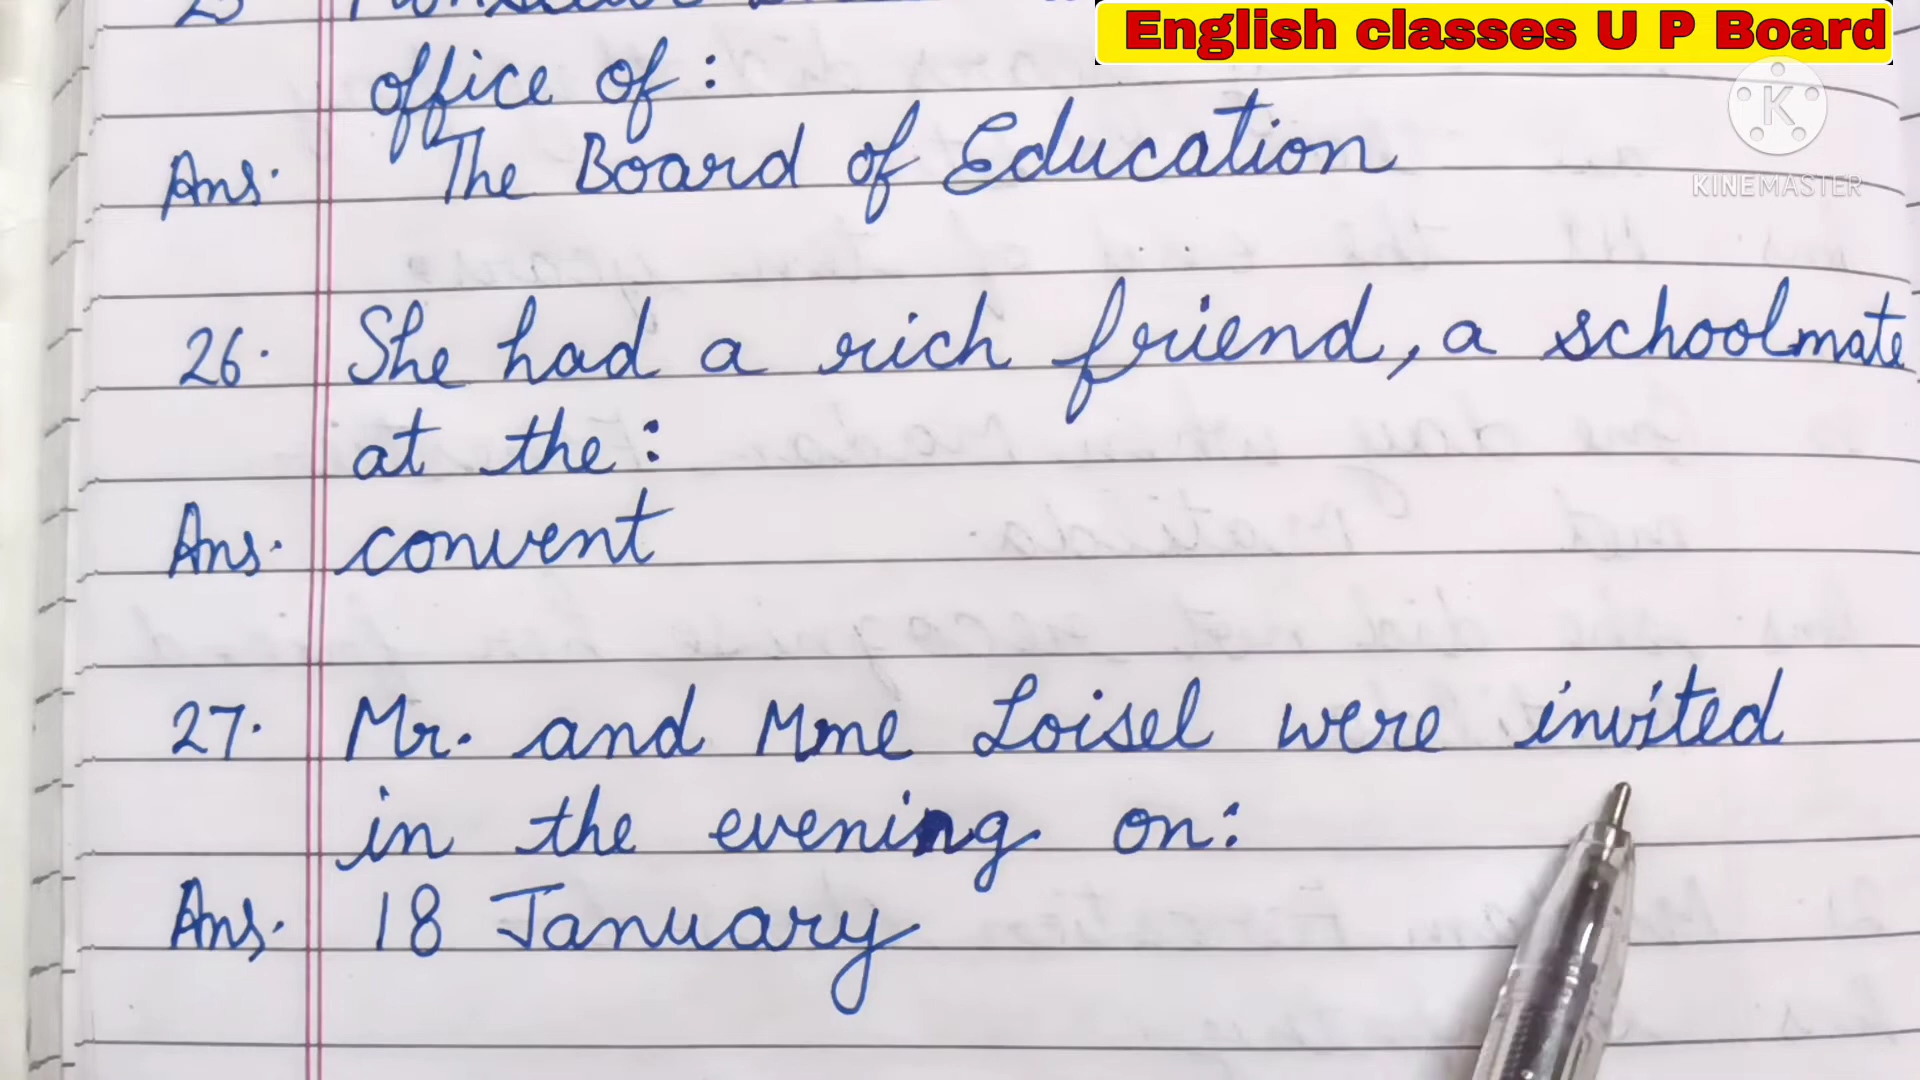 English classes U P Board
25
office of:
Ans. The Board of Education
KINEMASTER
26. She had a rich friend, a schoolmate
at the:
Ans. convent
27. Mr. and Mme Loisel were invited
in the evening on:
Ans. 18 January